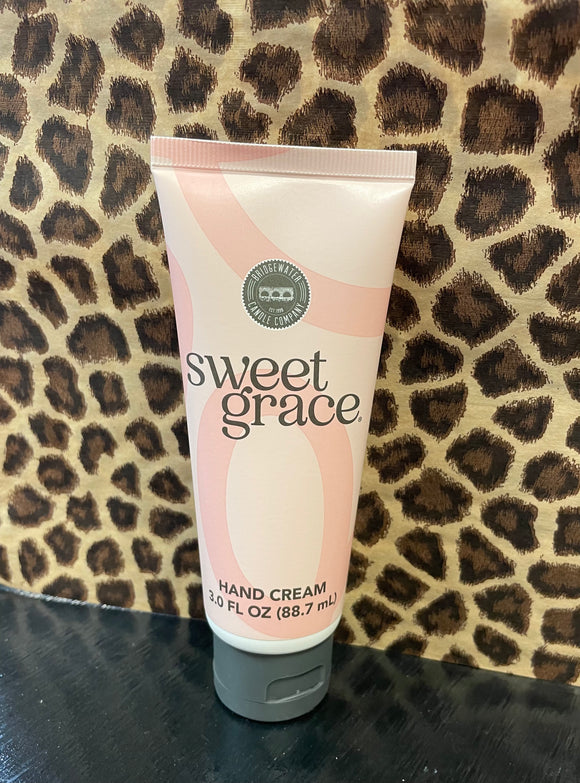 BRIDGEWATER
CANDLE COMPANY
sweet
grace®
HAND CREAM
3.0 FL OZ (88.7 mL)